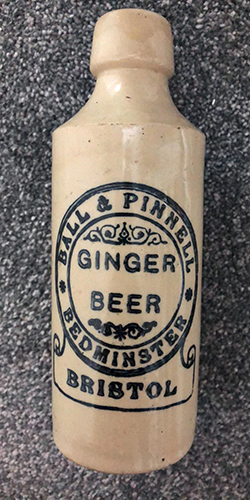 BALL & PINNELL
GINGER
BEER
BEDMINSTER
BRISTOL